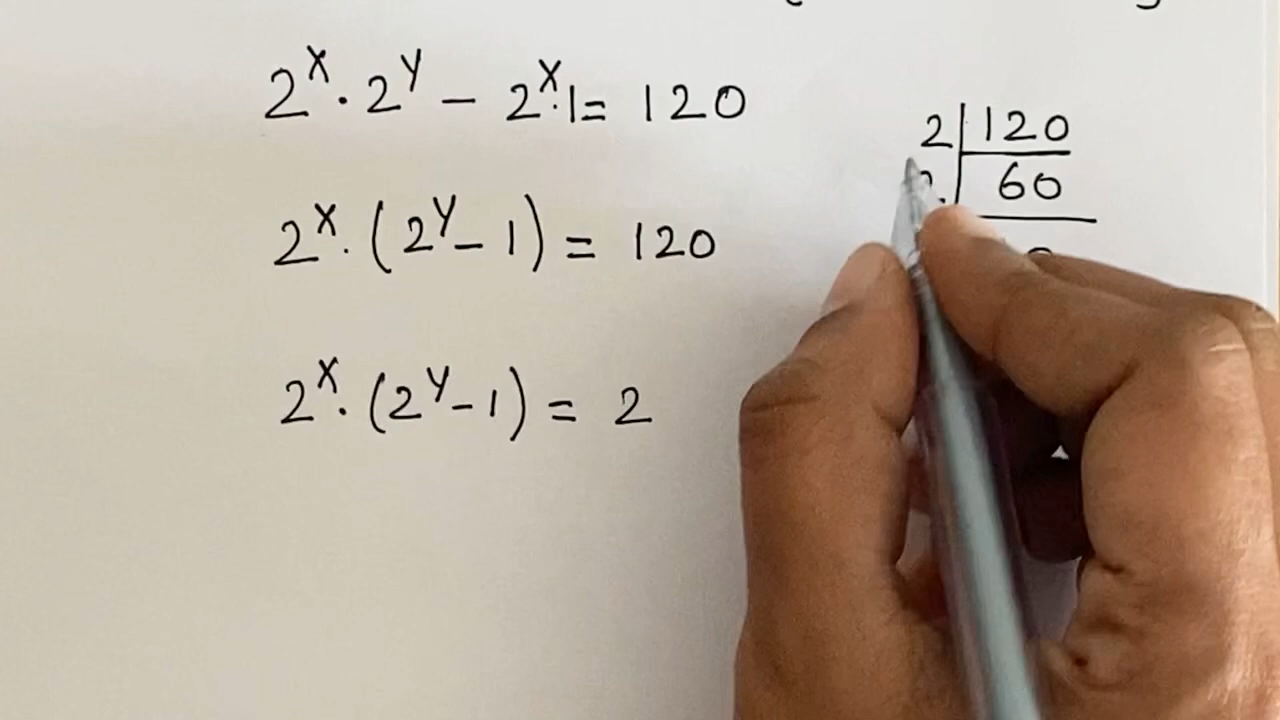 2^x · 2^y − 2^x · 1 = 120
2^x · (2^y − 1) = 120
2^x · (2^y − 1) = 2
2 | 120
60